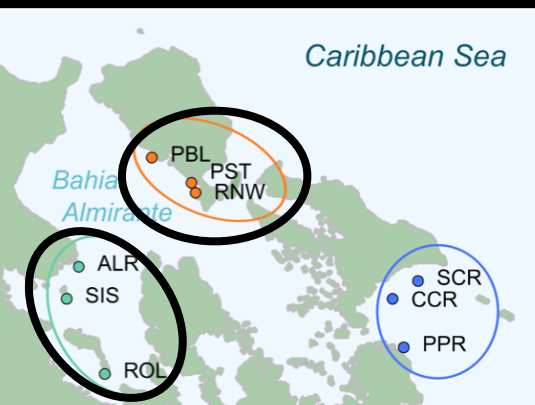 Caribbean Sea
PBL
PST
RNW
Bahia
Almirante
ALR
SIS
ROL
SCR
CCR
PPR